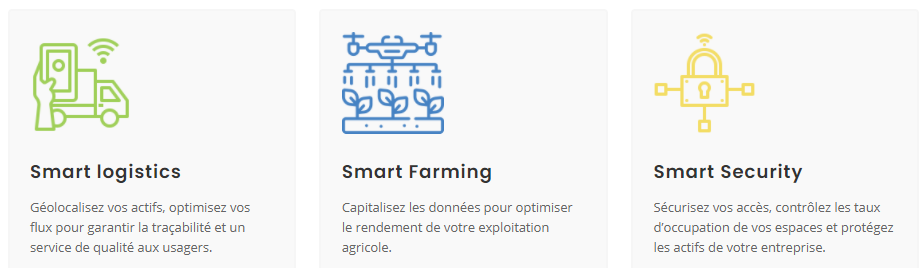 Smart logistics
Géolocalisez vos actifs, optimisez vos
flux pour garantir la traçabilité et un
service de qualité aux usagers.
Smart Farming
Capitalisez les données pour optimiser
le rendement de votre exploitation
agricole.
Smart Security
Sécurisez vos accès, contrôlez les taux
d’occupation de vos espaces et protégez
les actifs de votre entreprise.